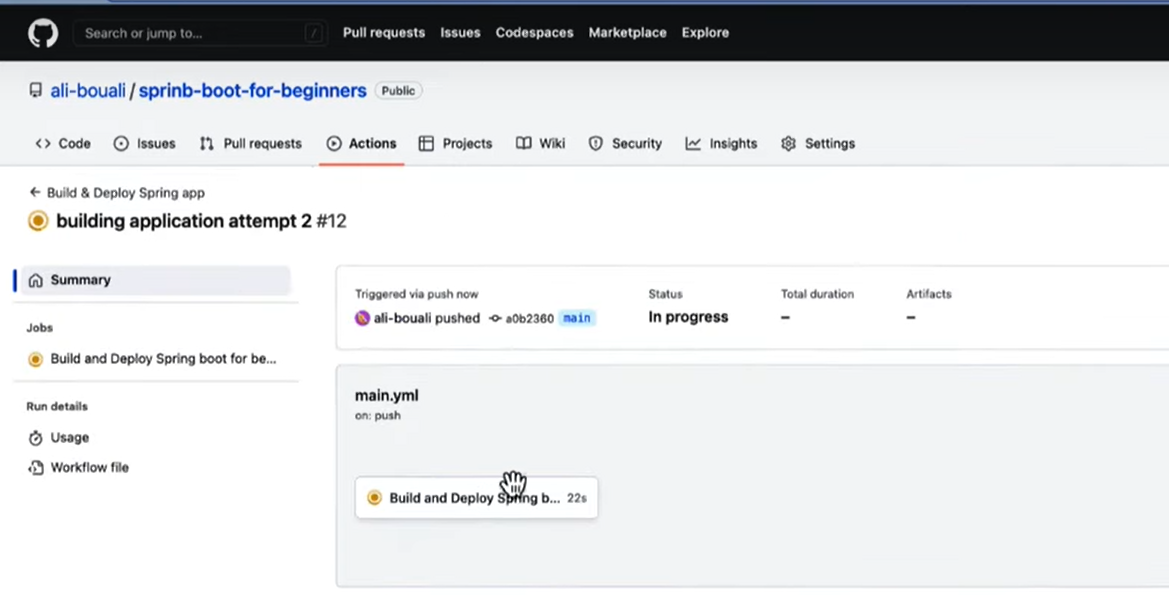 Search or jump to... / Pull requests Issues Codespaces Marketplace Explore
ali-bouali / sprinb-boot-for-beginners Public
Code Issues Pull requests Actions Projects Wiki Security Insights Settings
← Build & Deploy Spring app
building application attempt 2 #12
Summary
Jobs
Build and Deploy Spring boot for be...
Run details
Usage
Workflow file
Triggered via push now Status Total duration Artifacts
ali-bouali pushed a0b2360 main In progress – –
main.yml
on: push
Build and Deploy Spring b... 22s